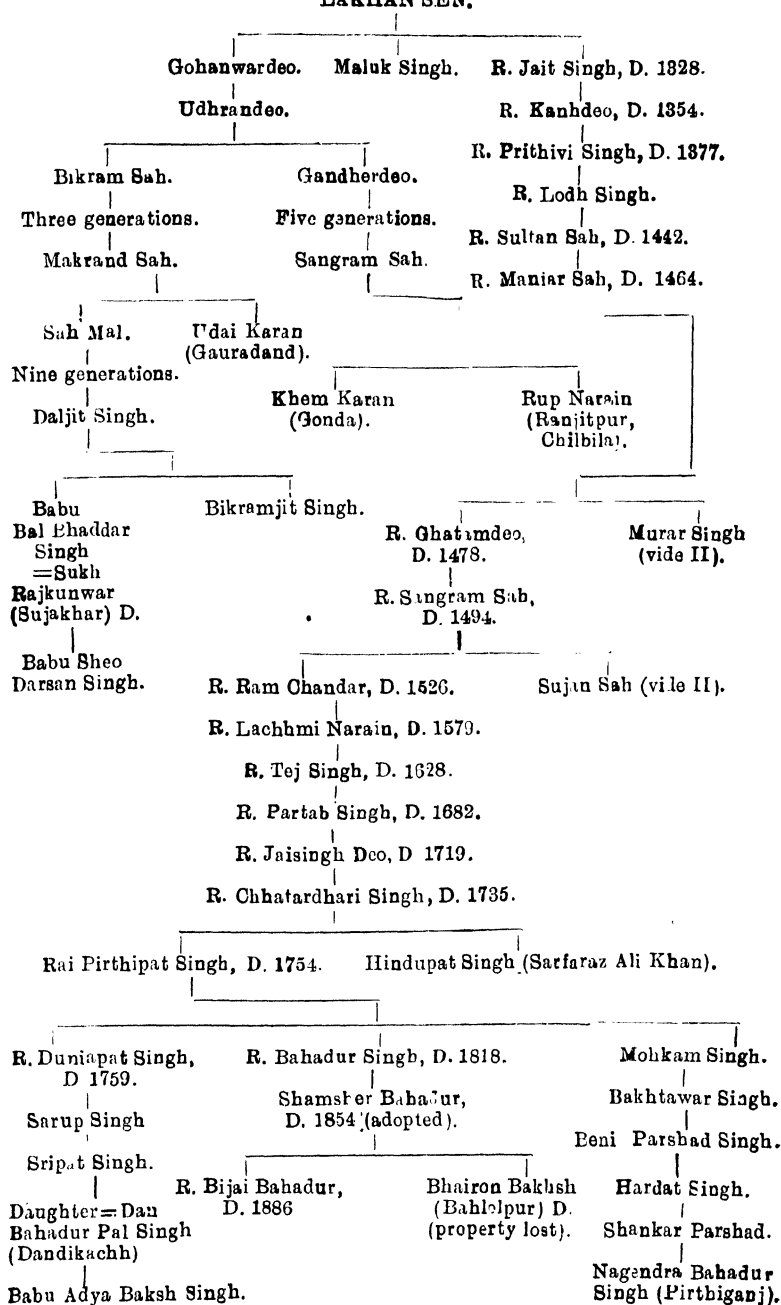 LAKHAN SEN.
Gohanwardeo. Maluk Singh. R. Jait Singh, D. 1328.
Udhrandeo. R. Kanhdeo, D. 1354.
R. Prithivi Singh, D. 1377.
Bikram Sah. Gandherdeo.
R. Lodh Singh.
Three generations. Five generations.
R. Sultan Sah, D. 1442.
Makrand Sah. Sangram Sah.
R. Maniar Sah, D. 1464.
Sah Mal. Udai Karan
(Gauradand).
Nine generations.
Khem Karan Rup Narain
Daljit Singh. (Gonda). (Ranjitpur,
Chilbila).
Babu Bikramjit Singh.
Bal Bhaddar R. Ghatamdeo, Murar Singh
Singh D. 1478. (vide II).
=Sukh
Rajkunwar R. Sangram Sah,
(Sujakhar) D. D. 1494.
Babu Sheo
Darsan Singh. R. Ram Chandar, D. 1526. Sujan Sah (vide II).
R. Lachhmi Narain, D. 1579.
R. Tej Singh, D. 1628.
R. Partab Singh, D. 1682.
R. Jaisingh Deo, D 1719.
R. Chhatardhari Singh, D. 1735.
Rai Pirthipat Singh, D. 1754. Hindupat Singh (Sarfaraz Ali Khan).
R. Duniapat Singh, R. Bahadur Singh, D. 1818. Mohkam Singh.
D 1759.
Shamsher Bahadur, Bakhtawar Singh.
Sarup Singh D. 1854 (adopted).
Beni Parshad Singh.
Sripat Singh.
R. Bijai Bahadur, Bhairon Bakhsh Hardat Singh.
Daughter=Dan D. 1886 (Bahlolpur) D.
Bahadur Pal Singh (property lost). Shankar Parshad.
(Dandikachh)
Nagendra Bahadur
Babu Adya Baksh Singh. Singh (Pirthiganj).